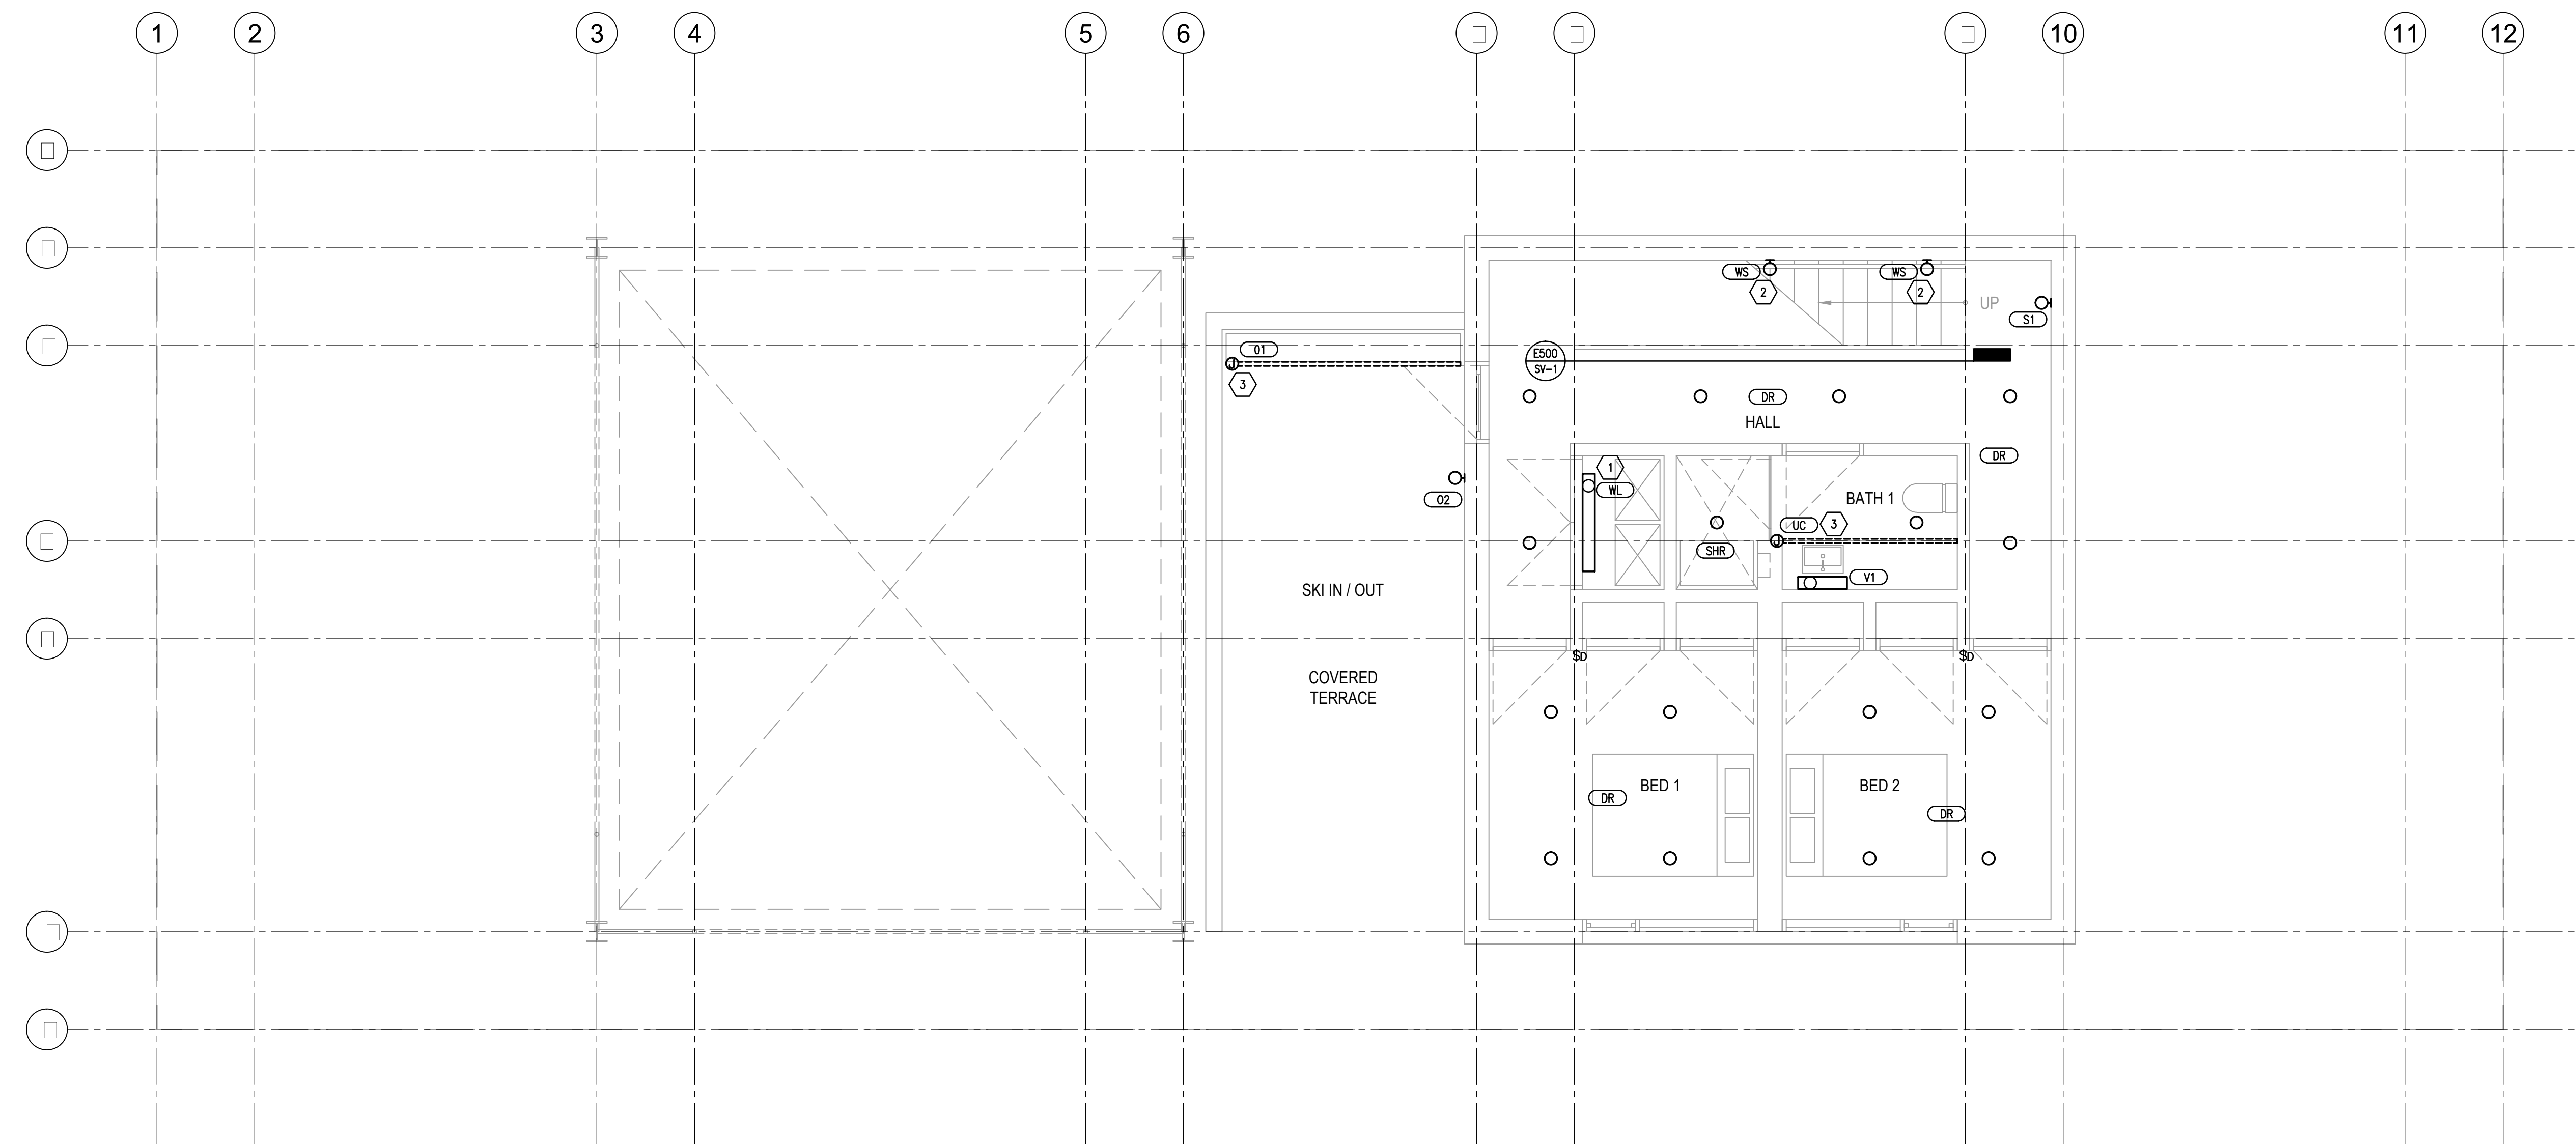 1 2 3 4 5 6 10 11 12
WS
2
WS
2
UP
S1
01
J
3
E500
SV-1
DR
HALL
DR
1
WL
BATH 1
02
UC
3
J
SHR
V1
SKI IN / OUT
$D
$D
COVERED
TERRACE
BED 1
BED 2
DR
DR